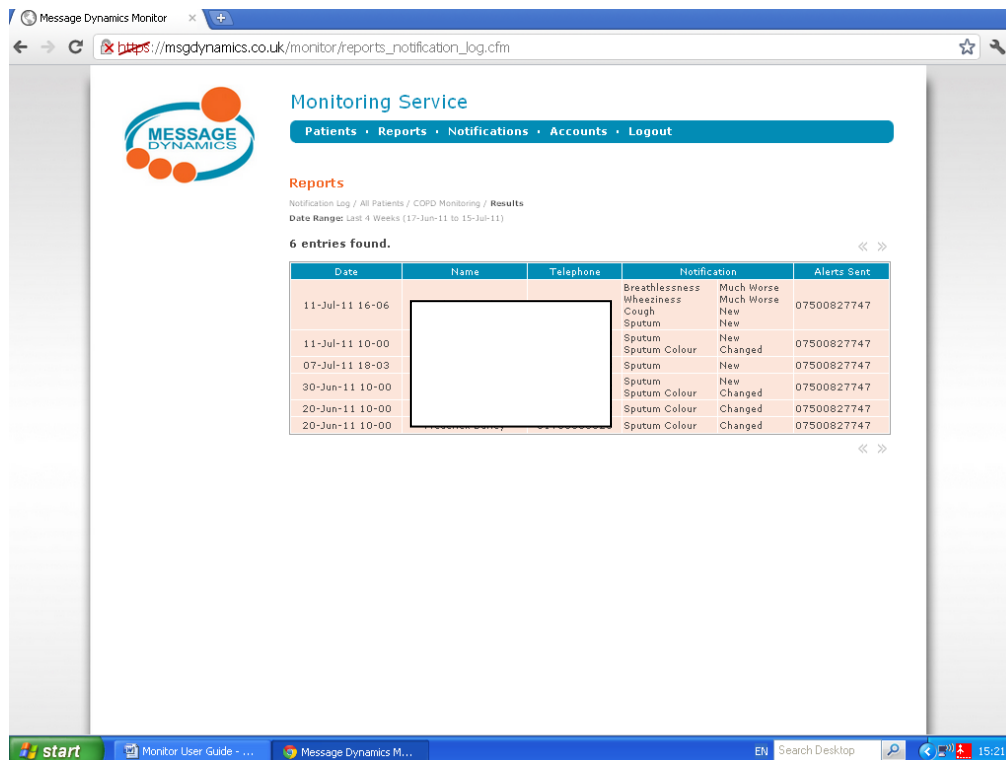 Message Dynamics Monitor
https://msgdynamics.co.uk/monitor/reports_notification_log.cfm
MESSAGE
DYNAMICS
Monitoring Service
Patients · Reports · Notifications · Accounts · Logout
Reports
Notification Log / All Patients / COPD Monitoring / Results
Date Range: Last 4 Weeks (17-Jun-11 to 15-Jul-11)
6 entries found.
Date Name Telephone Notification Alerts Sent
Breathlessness Much Worse
Wheeziness Much Worse
11-Jul-11 16-06 07500827747
Cough New
Sputum New
Sputum New
11-Jul-11 10-00 07500827747
Sputum Colour Changed
07-Jul-11 18-03 Sputum New 07500827747
Sputum New
30-Jun-11 10-00 07500827747
Sputum Colour Changed
20-Jun-11 10-00 Sputum Colour Changed 07500827747
20-Jun-11 10-00 Sputum Colour Changed 07500827747
start Monitor User Guide - ... Message Dynamics M... EN Search Desktop 15:21